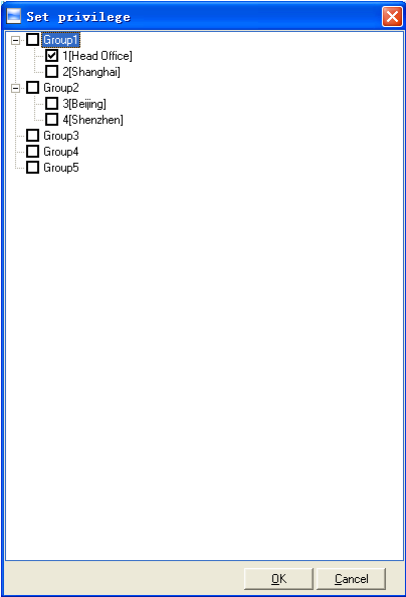 Set privilege
Group1
1[Head Office]
2[Shanghai]
Group2
3[Beijing]
4[Shenzhen]
Group3
Group4
Group5
OK
Cancel